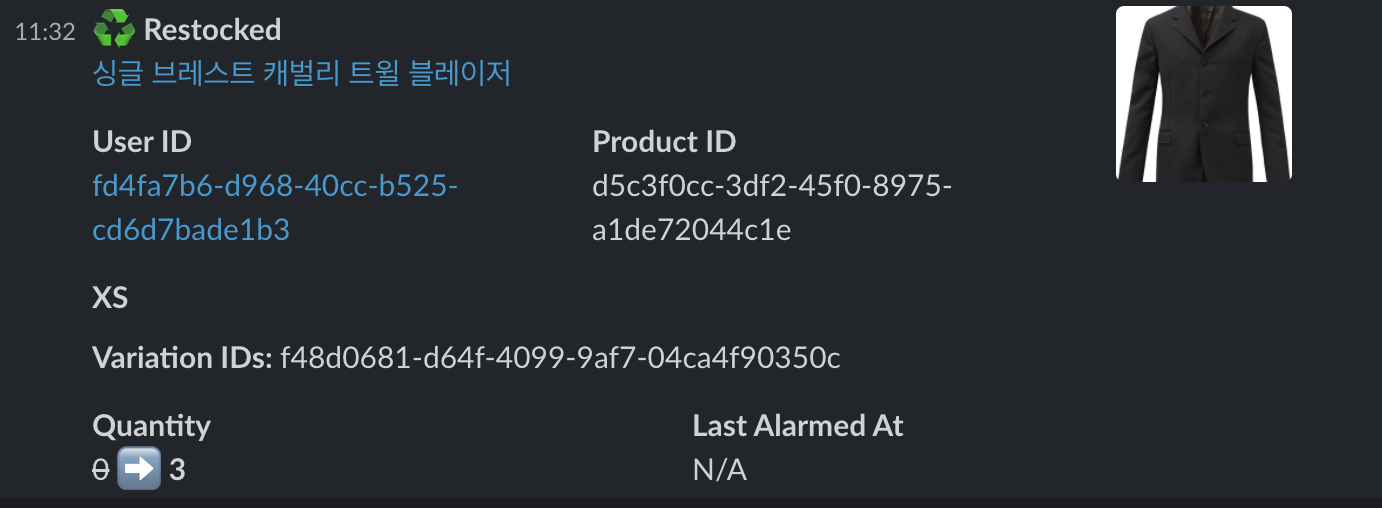 11:32 Restocked
싱글 브레스트 캐벌리 트윌 블레이저
User ID
fd4fa7b6-d968-40cc-b525-
cd6d7bade1b3
Product ID
d5c3f0cc-3df2-45f0-8975-
a1de72044c1e
XS
Variation IDs: f48d0681-d64f-4099-9af7-04ca4f90350c
Quantity
0 ➡ 3
Last Alarmed At
N/A